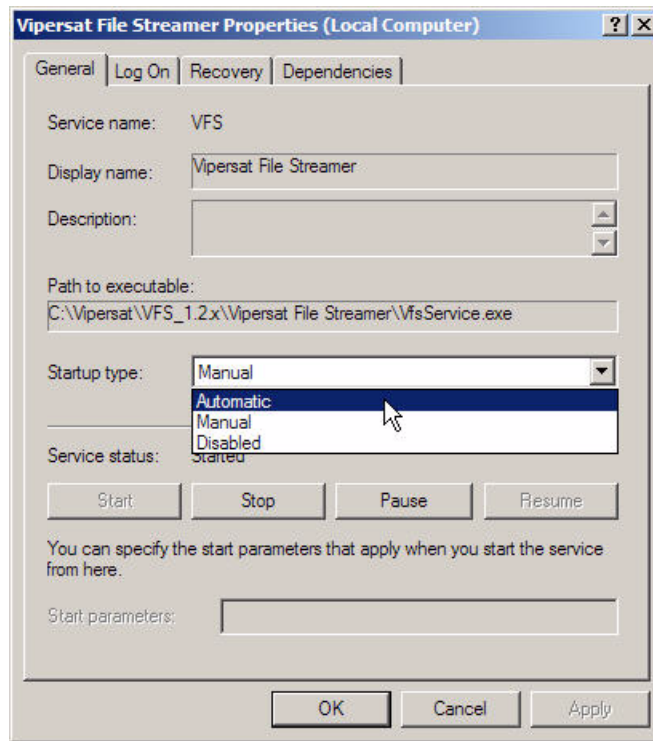 Vipersat File Streamer Properties (Local Computer)
General Log On Recovery Dependencies
Service name: VFS
Display name: Vipersat File Streamer
Description:
Path to executable:
C:\Vipersat\VFS_1.2.x\Vipersat File Streamer\VfsService.exe
Startup type: Manual
Automatic
Manual
Disabled
Service status: Started
Start Stop Pause Resume
You can specify the start parameters that apply when you start the service
from here.
Start parameters:
OK Cancel Apply